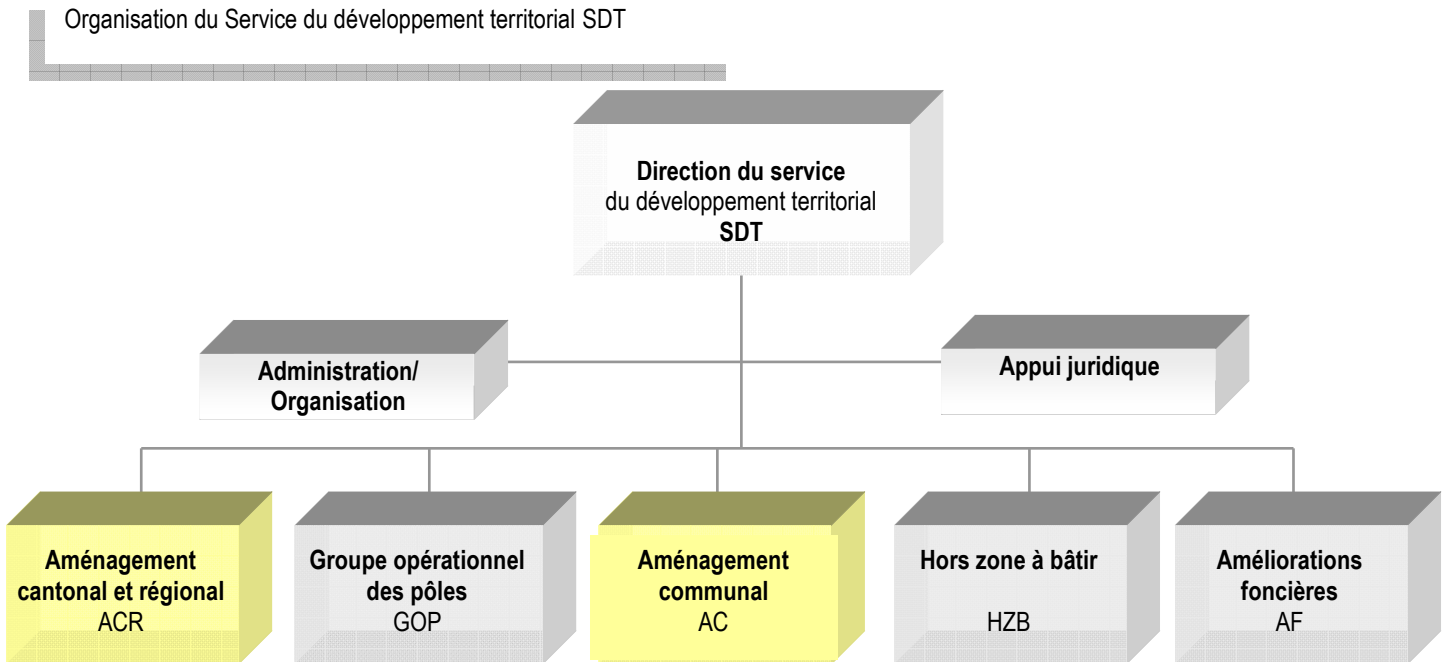 Organisation du Service du développement territorial SDT
Direction du service
du développement territorial
SDT
Administration/
Organisation
Appui juridique
Aménagement
cantonal et régional
ACR
Groupe opérationnel
des pôles
GOP
Aménagement
communal
AC
Hors zone à bâtir
HZB
Améliorations
foncières
AF